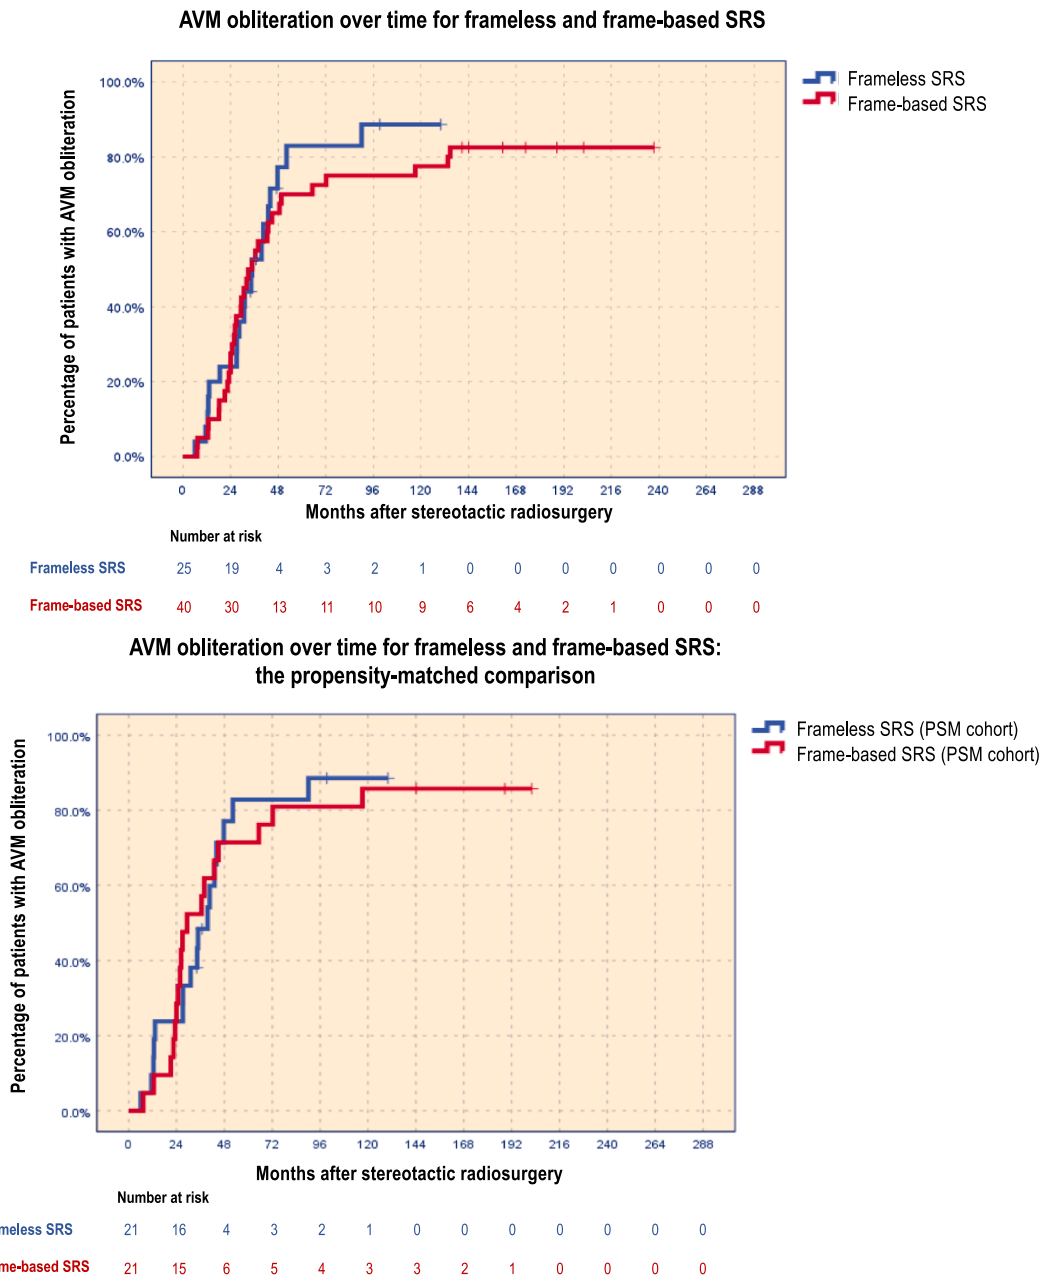 AVM obliteration over time for frameless and frame-based SRS
Percentage of patients with AVM obliteration
100.0%
80.0%
60.0%
40.0%
20.0%
0.0%
Frameless SRS
Frame-based SRS
0 24 48 72 96 120 144 168 192 216 240 264 288
Months after stereotactic radiosurgery
Number at risk
Frameless SRS 25 19 4 3 2 1 0 0 0 0 0 0 0
Frame-based SRS 40 30 13 11 10 9 6 4 2 1 0 0 0
AVM obliteration over time for frameless and frame-based SRS:
the propensity-matched comparison
Percentage of patients with AVM obliteration
100.0%
80.0%
60.0%
40.0%
20.0%
0.0%
Frameless SRS (PSM cohort)
Frame-based SRS (PSM cohort)
0 24 48 72 96 120 144 168 192 216 240 264 288
Months after stereotactic radiosurgery
Number at risk
meless SRS 21 16 4 3 2 1 0 0 0 0 0 0 0
me-based SRS 21 15 6 5 4 3 3 2 1 0 0 0 0